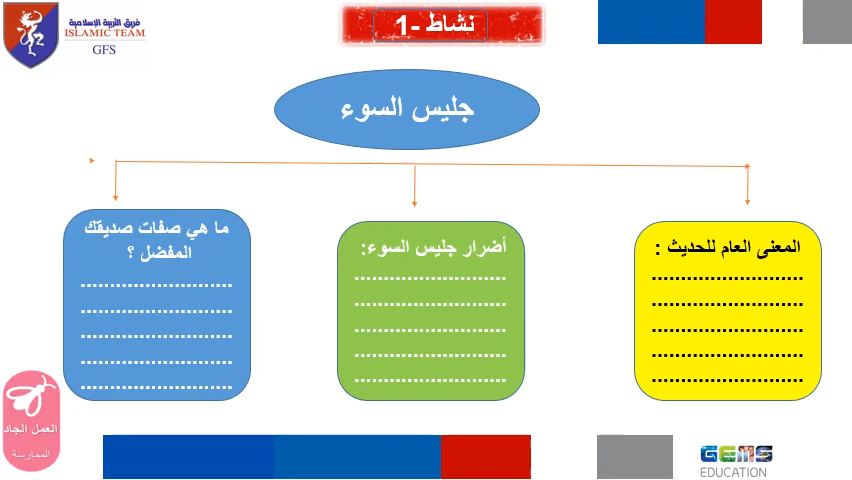 فريق التربية الإسلامية
ISLAMIC TEAM
GFS
نشاط -1
جليس السوء
المعنى العام للحديث :
..........................
..........................
..........................
..........................
..........................
أضرار جليس السوء:
..........................
..........................
..........................
..........................
..........................
ما هي صفات صديقك
المفضل ؟
..........................
..........................
..........................
..........................
..........................
العمل الجاد
الممارسة
GEMS
EDUCATION